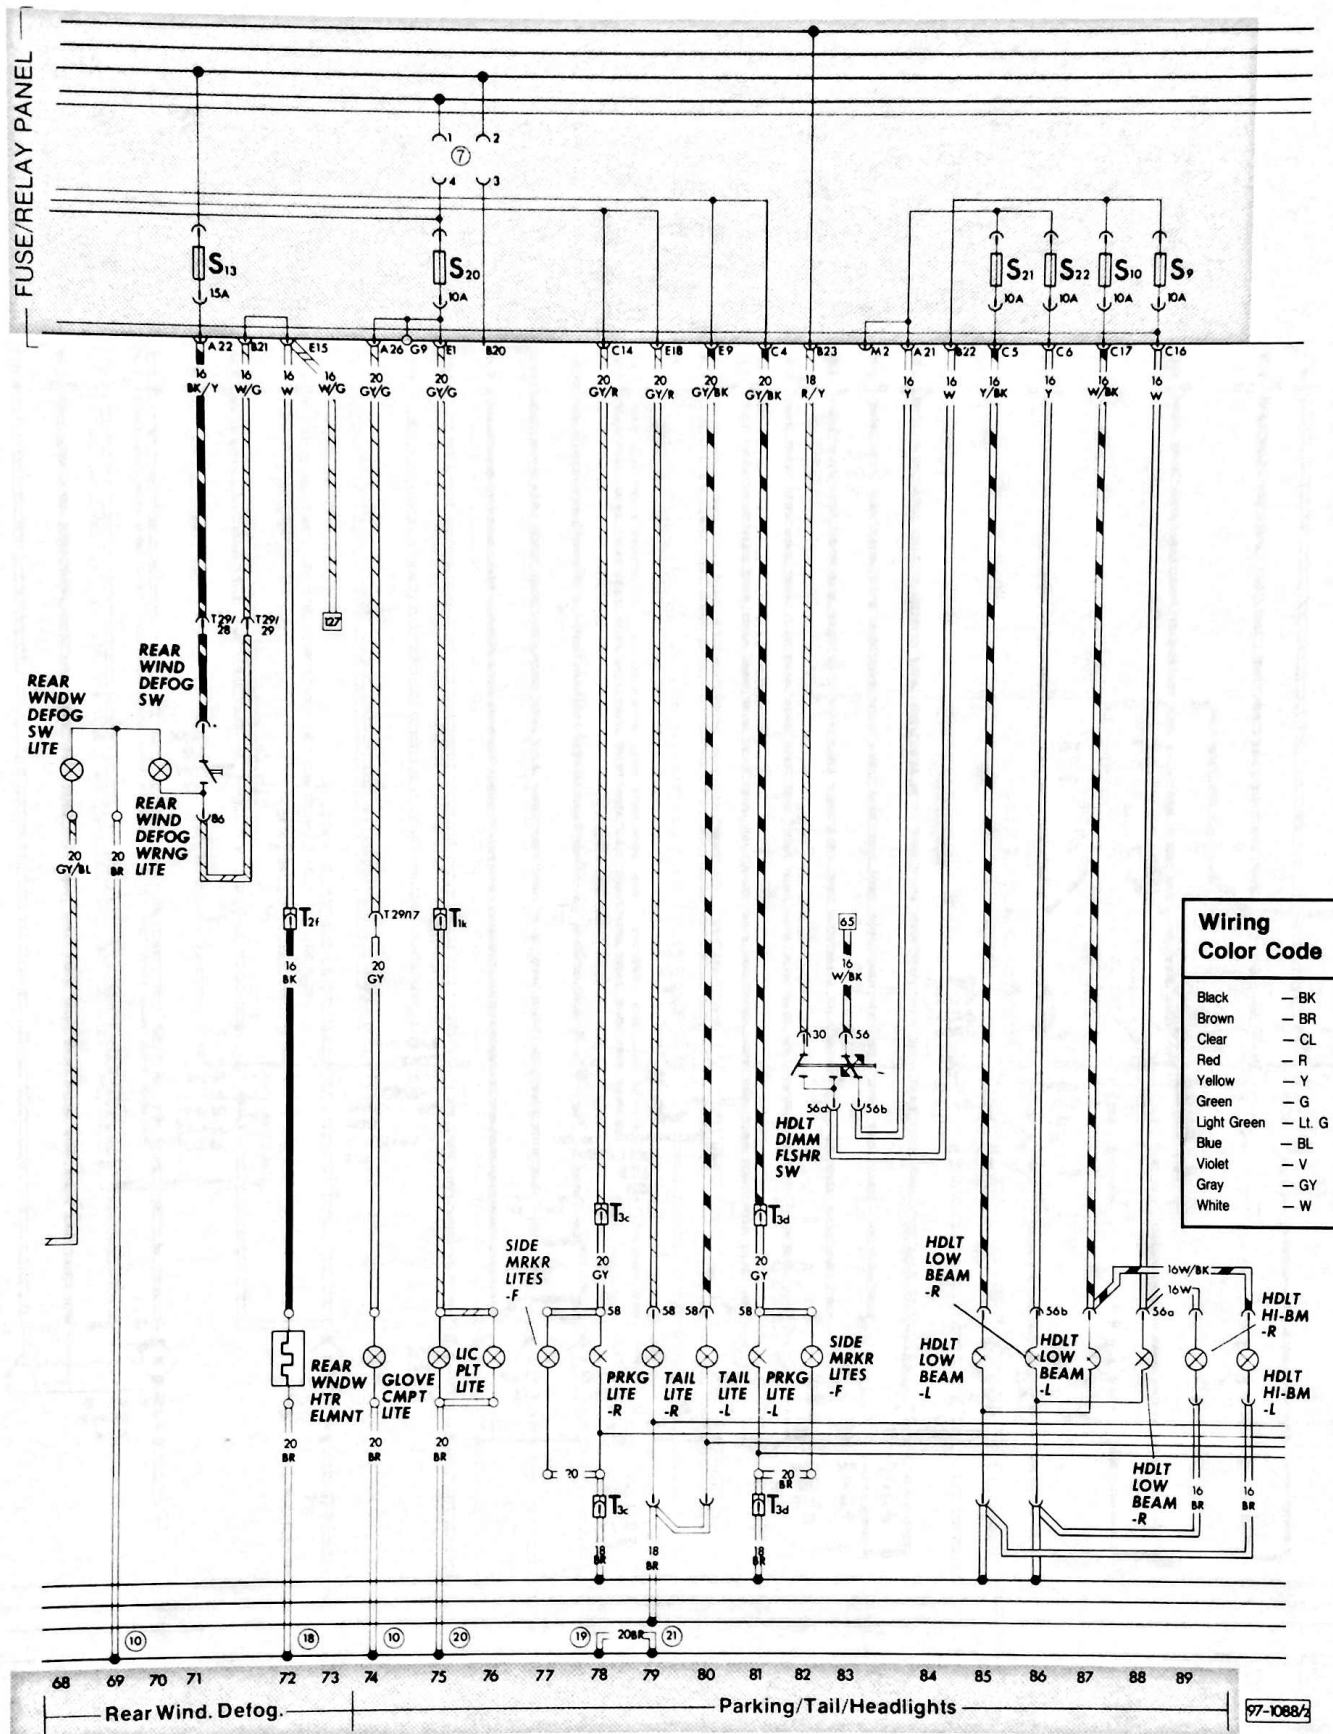 FUSE/RELAY PANEL
1 2
7
4 3
S13 S20 S21 S22 S10 S9
15A 10A 10A 10A 10A 10A
A22 B21 E15 A26 G9 E1 B20 C14 E18 E9 C4 B23 M2 A21 B22 C5 C6 C17 C16
16 16 16 16 20 20 20 20 20 20 18 16 16 16 16 16 16
BK/Y W/G W W/G GY/G GY/G GY/R GY/R GY/BK GY/BK R/Y Y W Y/BK Y W/BK W
T29/
28
T29/
29
127
REAR
WIND
DEFOG
SW
REAR
WNDW
DEFOG
SW
LITE
REAR
WIND
DEFOG
WRNG
LITE
86
20
GY/BL
20
BR
T2f
T29/17
T1k
16
BK
20
GY
65
16
W/BK
30 56
56a 56b
HDLT
DIMM
FLSHR
SW
Wiring
Color Code
Black — BK
Brown — BR
Clear — CL
Red — R
Yellow — Y
Green — G
Light Green — Lt. G
Blue — BL
Violet — V
Gray — GY
White — W
T3c
T3d
20
GY
20
GY
SIDE
MRKR
LITES
-F
HDLT
LOW
BEAM
-R
16W/BK
16W
58 58 58 58 56b 56a
HDLT
HI-BM
-R
REAR
WNDW
HTR
ELMNT
GLOVE
CMPT
LITE
LIC
PLT
LITE
PRKG
LITE
-R
TAIL
LITE
-R
TAIL
LITE
-L
PRKG
LITE
-L
SIDE
MRKR
LITES
-F
HDLT
LOW
BEAM
-L
HDLT
LOW
BEAM
-L
HDLT
HI-BM
-L
20
BR
20
BR
20
BR
20
20
BR
HDLT
LOW
BEAM
-R
16
BR
16
BR
T3c
T3d
18
BR
18
BR
18
BR
10 18 10 20 19 20BR 21
68 69 70 71 72 73 74 75 76 77 78 79 80 81 82 83 84 85 86 87 88 89
Rear Wind. Defog. Parking/Tail/Headlights
97-1088/2